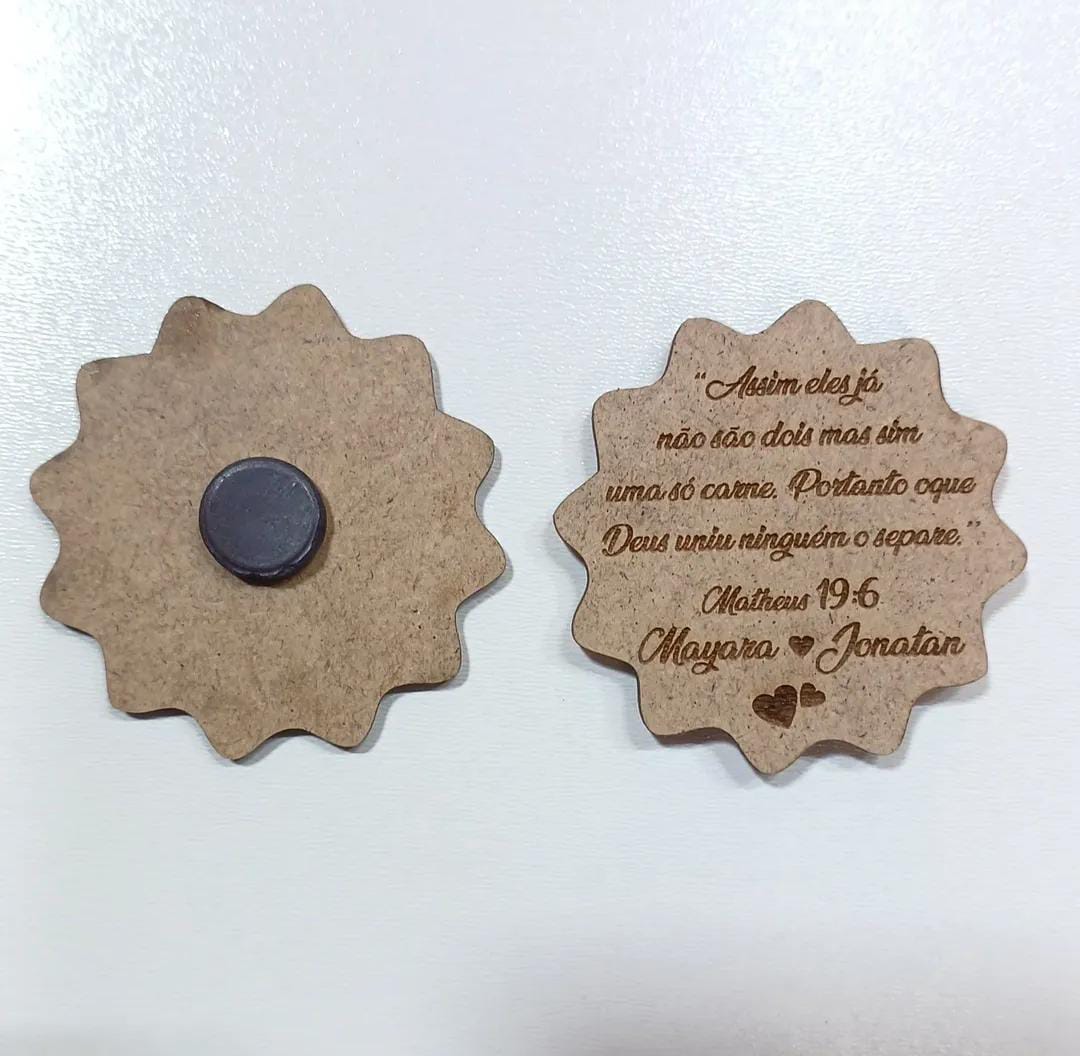 “Assim eles já
não são dois mas sim
uma só carne. Portanto oque
Deus uniu ninguém o separe.”
Matheus 19:6
Mayara ♥ Jonatan